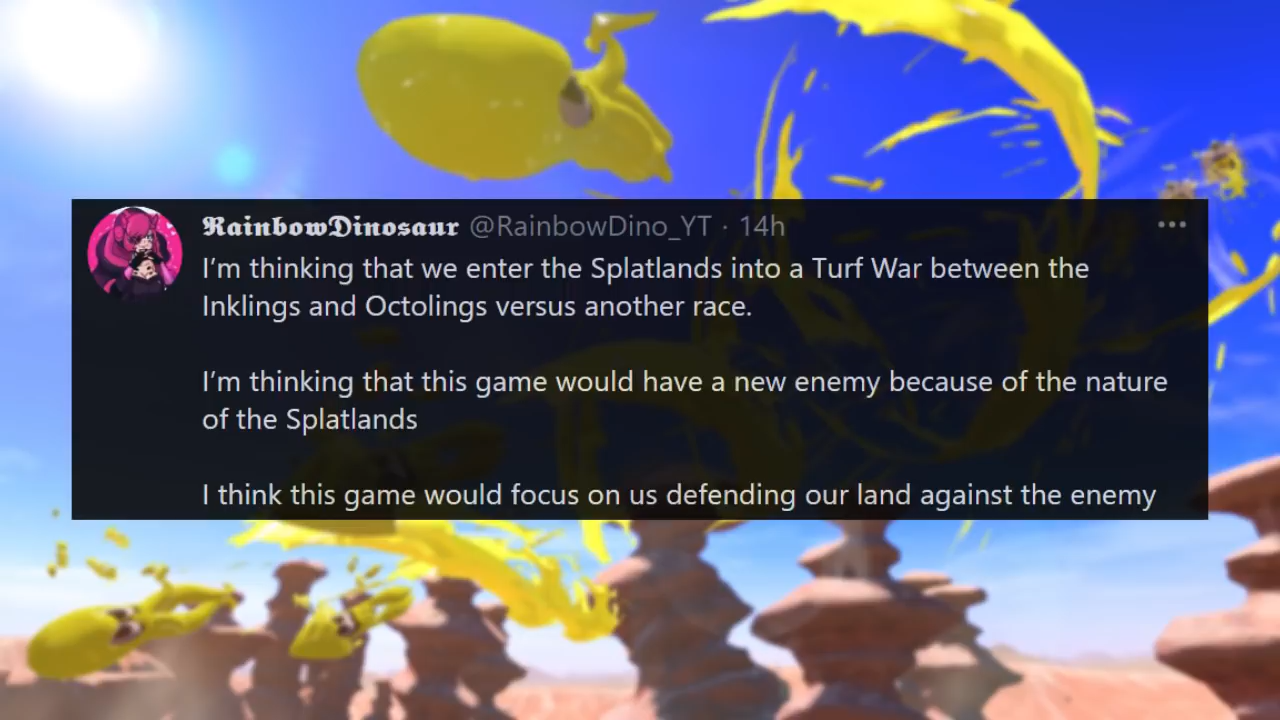 𝕽𝖆𝖎𝖓𝖇𝖔𝖜𝕯𝖎𝖓𝖔𝖘𝖆𝖚𝖗 @RainbowDino_YT · 14h
I’m thinking that we enter the Splatlands into a Turf War between the
Inklings and Octolings versus another race.
I’m thinking that this game would have a new enemy because of the nature
of the Splatlands
I think this game would focus on us defending our land against the enemy